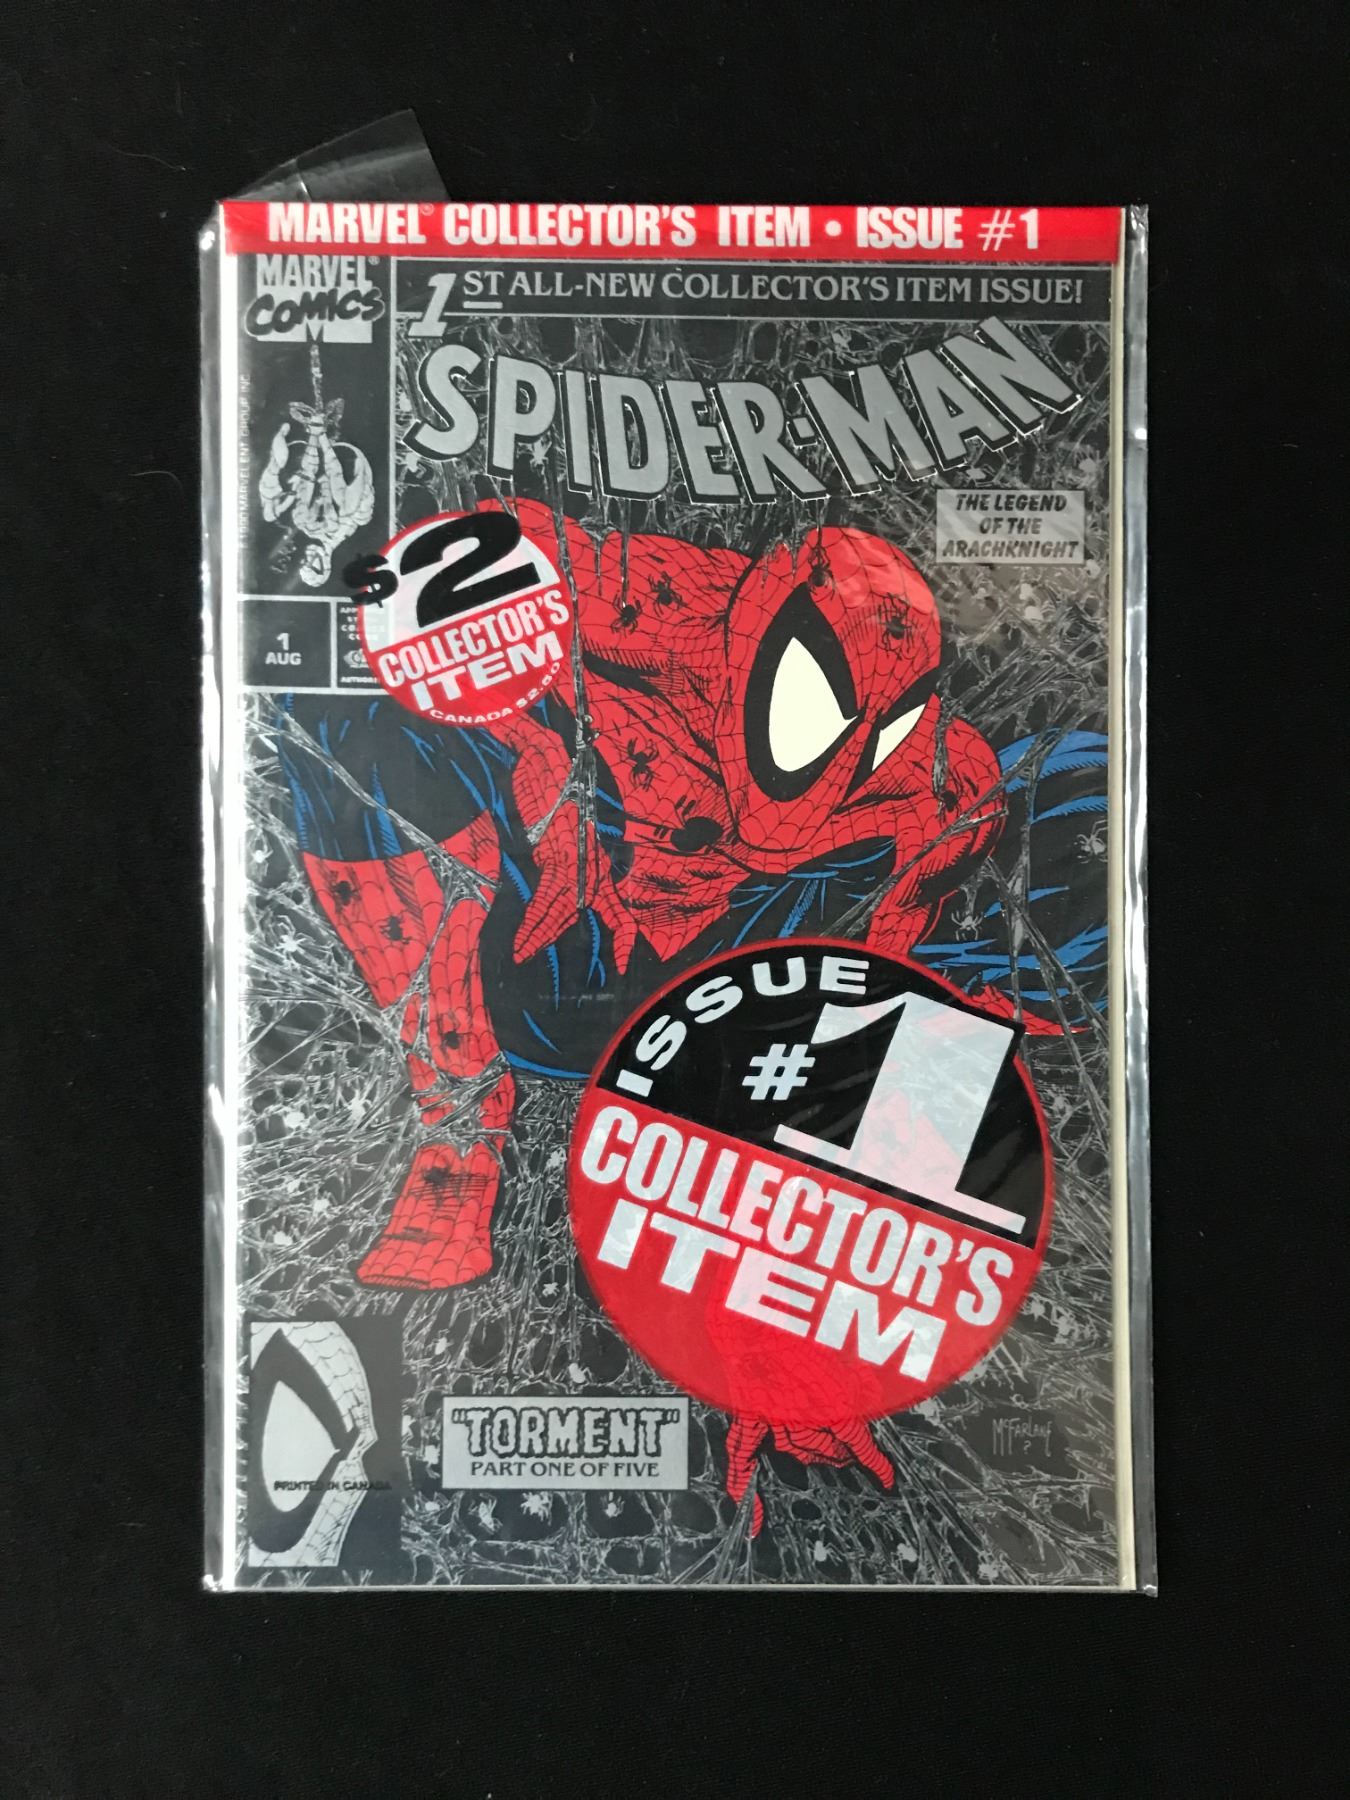 MARVEL® COLLECTOR'S ITEM • ISSUE #1
MARVEL®
COMICS
1ST ALL-NEW COLLECTOR'S ITEM ISSUE!
SPIDER-MAN
THE LEGEND
OF THE
ARACHKNIGHT
$2
COLLECTOR'S
ITEM
CANADA $2.50
1
AUG
ISSUE
#1
COLLECTOR'S
ITEM
"TORMENT"
PART ONE OF FIVE
McFARLANE
PRINTED IN CANADA